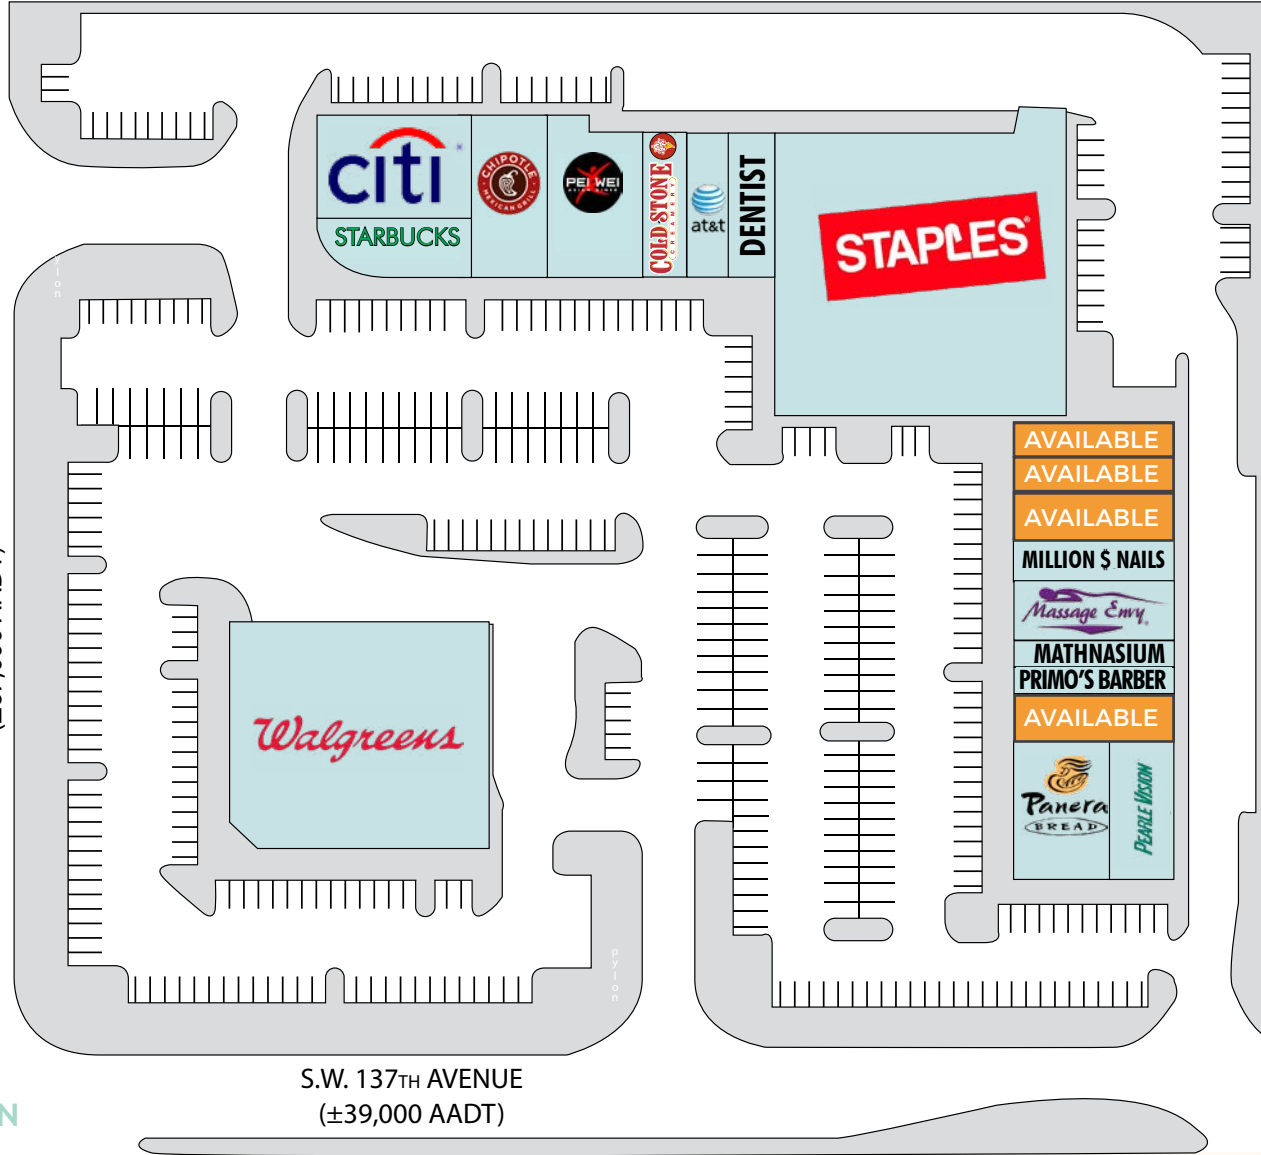 citi
STARBUCKS
CHIPOTLE
MEXICAN GRILL
PEI WEI
COLD STONE
CREAMERY
at&t
DENTIST
STAPLES
pylon
AVAILABLE
AVAILABLE
AVAILABLE
MILLION $ NAILS
Massage Envy
MATHNASIUM
PRIMO'S BARBER
AVAILABLE
Walgreens
Panera
BREAD
PEARLE VISION
pylon
S.W. 137TH AVENUE
(±39,000 AADT)
N